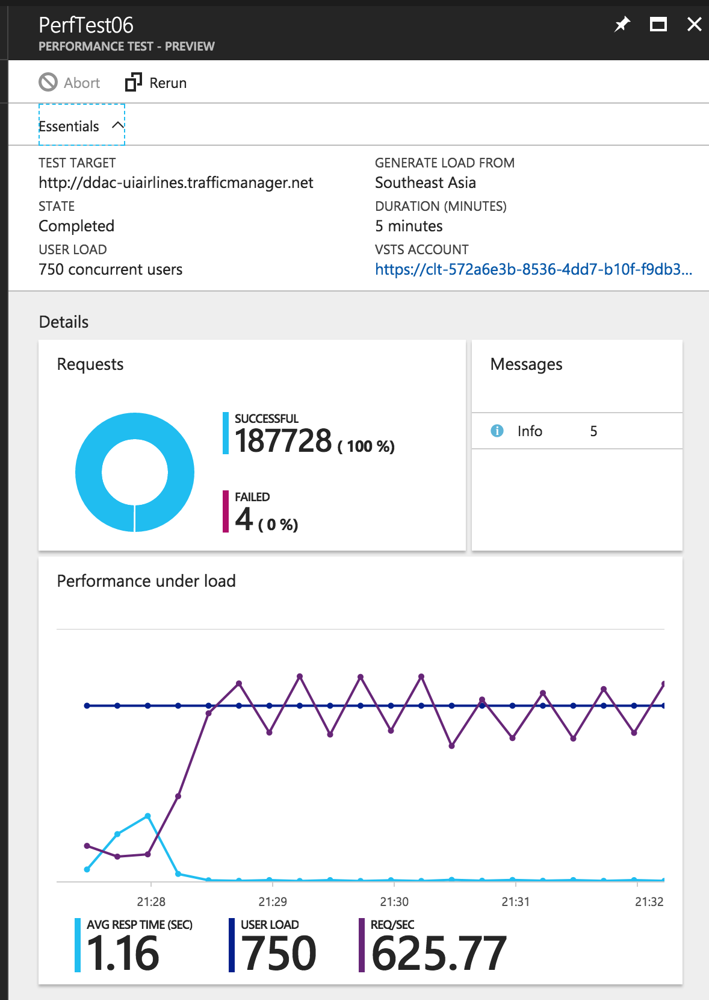 PerfTest06
PERFORMANCE TEST - PREVIEW
Abort Rerun
Essentials
TEST TARGET
http://ddac-uiairlines.trafficmanager.net
STATE
Completed
USER LOAD
750 concurrent users
GENERATE LOAD FROM
Southeast Asia
DURATION (MINUTES)
5 minutes
VSTS ACCOUNT
https://clt-572a6e3b-8536-4dd7-b10f-f9db3...
Details
Requests
SUCCESSFUL
187728 ( 100 %)
FAILED
4 ( 0 %)
Messages
Info 5
Performance under load
21:28 21:29 21:30 21:31 21:32
AVG RESP TIME (SEC)
1.16
USER LOAD
750
REQ/SEC
625.77